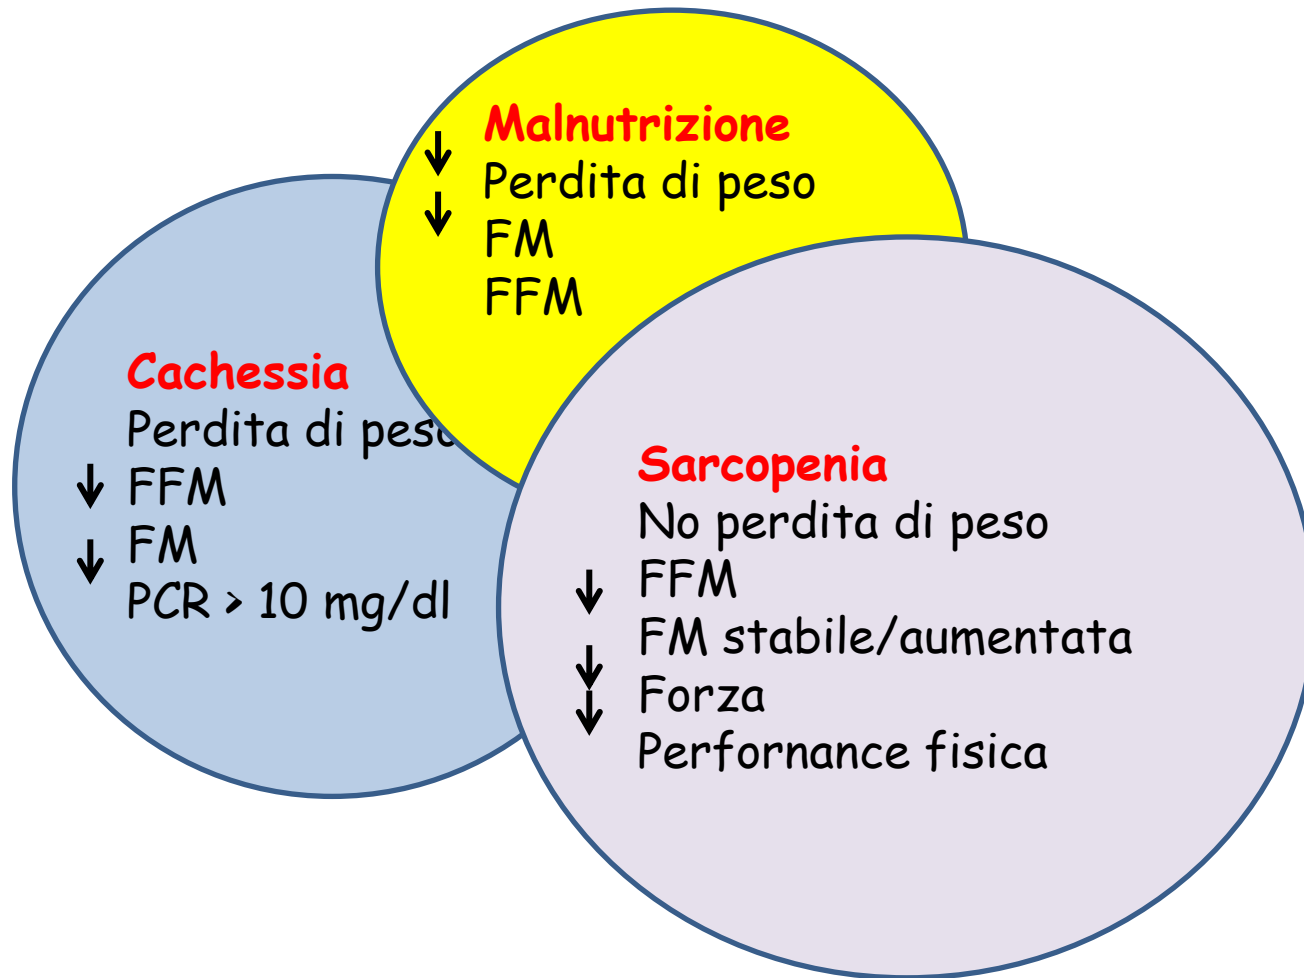 Malnutrizione
Perdita di peso
FM
FFM
Cachessia
Perdita di peso
FFM
FM
PCR > 10 mg/dl
Sarcopenia
No perdita di peso
FFM
FM stabile/aumentata
Forza
Perfornance fisica